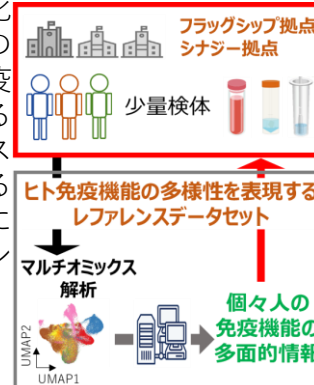 フラッグシップ拠点
シナジー拠点
少量検体
ヒト免疫機能の多様性を表現する
レファレンスデータセット
マルチオミックス
解析
UMAP2
UMAP1
個々人の
免疫機能の
多面的情報